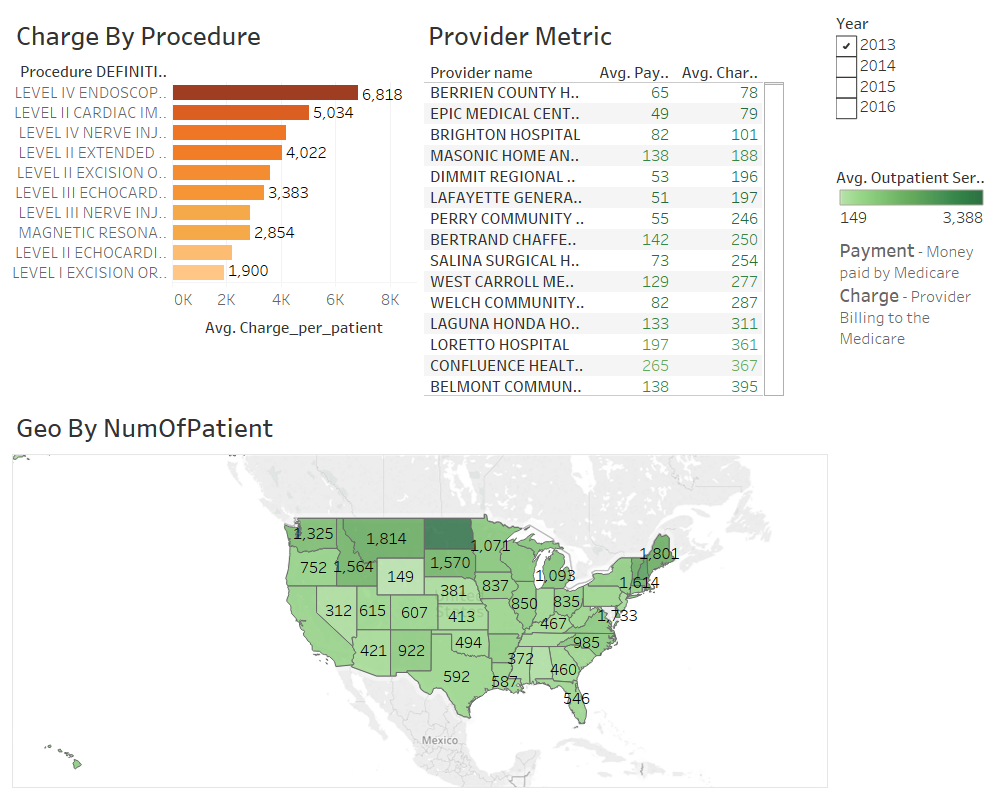 Charge By Procedure
Procedure DEFINITI..
LEVEL IV ENDOSCOP..
6,818
LEVEL II CARDIAC IM..
5,034
LEVEL IV NERVE INJ..
LEVEL II EXTENDED ..
4,022
LEVEL II EXCISION O..
LEVEL III ECHOCARD..
3,383
LEVEL III NERVE INJ..
MAGNETIC RESONA..
2,854
LEVEL II ECHOCARDI..
LEVEL I EXCISION OR..
1,900
0K 2K 4K 6K 8K
Avg. Charge_per_patient
Provider Metric
Provider name Avg. Pay.. Avg. Char..
BERRIEN COUNTY H.. 65 78
EPIC MEDICAL CENT.. 49 79
BRIGHTON HOSPITAL 82 101
MASONIC HOME AN.. 138 188
DIMMIT REGIONAL .. 53 196
LAFAYETTE GENERA.. 51 197
PERRY COMMUNITY .. 55 246
BERTRAND CHAFFE.. 142 250
SALINA SURGICAL H.. 73 254
WEST CARROLL ME.. 129 277
WELCH COMMUNITY.. 82 287
LAGUNA HONDA HO.. 133 311
LORETTO HOSPITAL 197 361
CONFLUENCE HEALT.. 265 367
BELMONT COMMUN.. 138 395
Year
2013
2014
2015
2016
Avg. Outpatient Ser..
149 3,388
Payment - Money
paid by Medicare
Charge - Provider
Billing to the
Medicare
Geo By NumOfPatient
1,325
1,814
1,071
1,801
752
1,564
149
1,570
1,093
1,614
381
837
312
615
607
413
850
835
1,733
467
421
922
494
985
372
460
592
587
546
Mexico